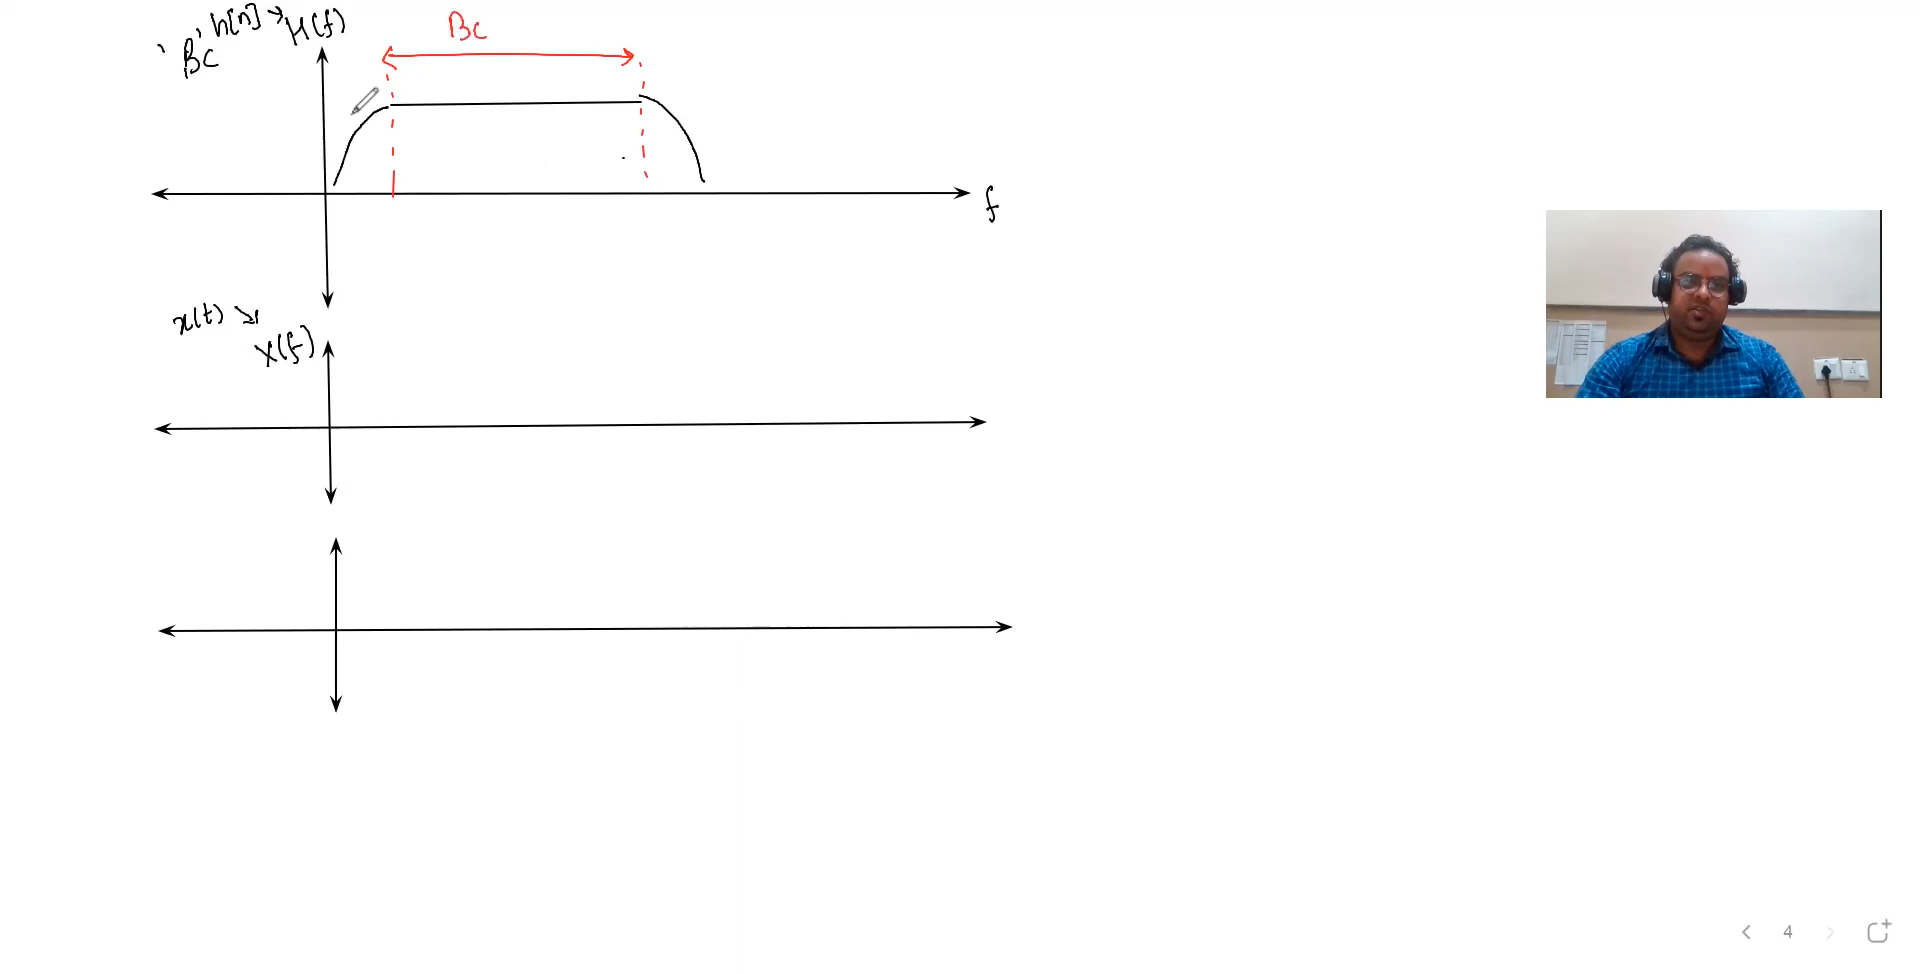 'Bc' h[n] → H(f)
Bc
f
x(t) ↘
X(f)
4